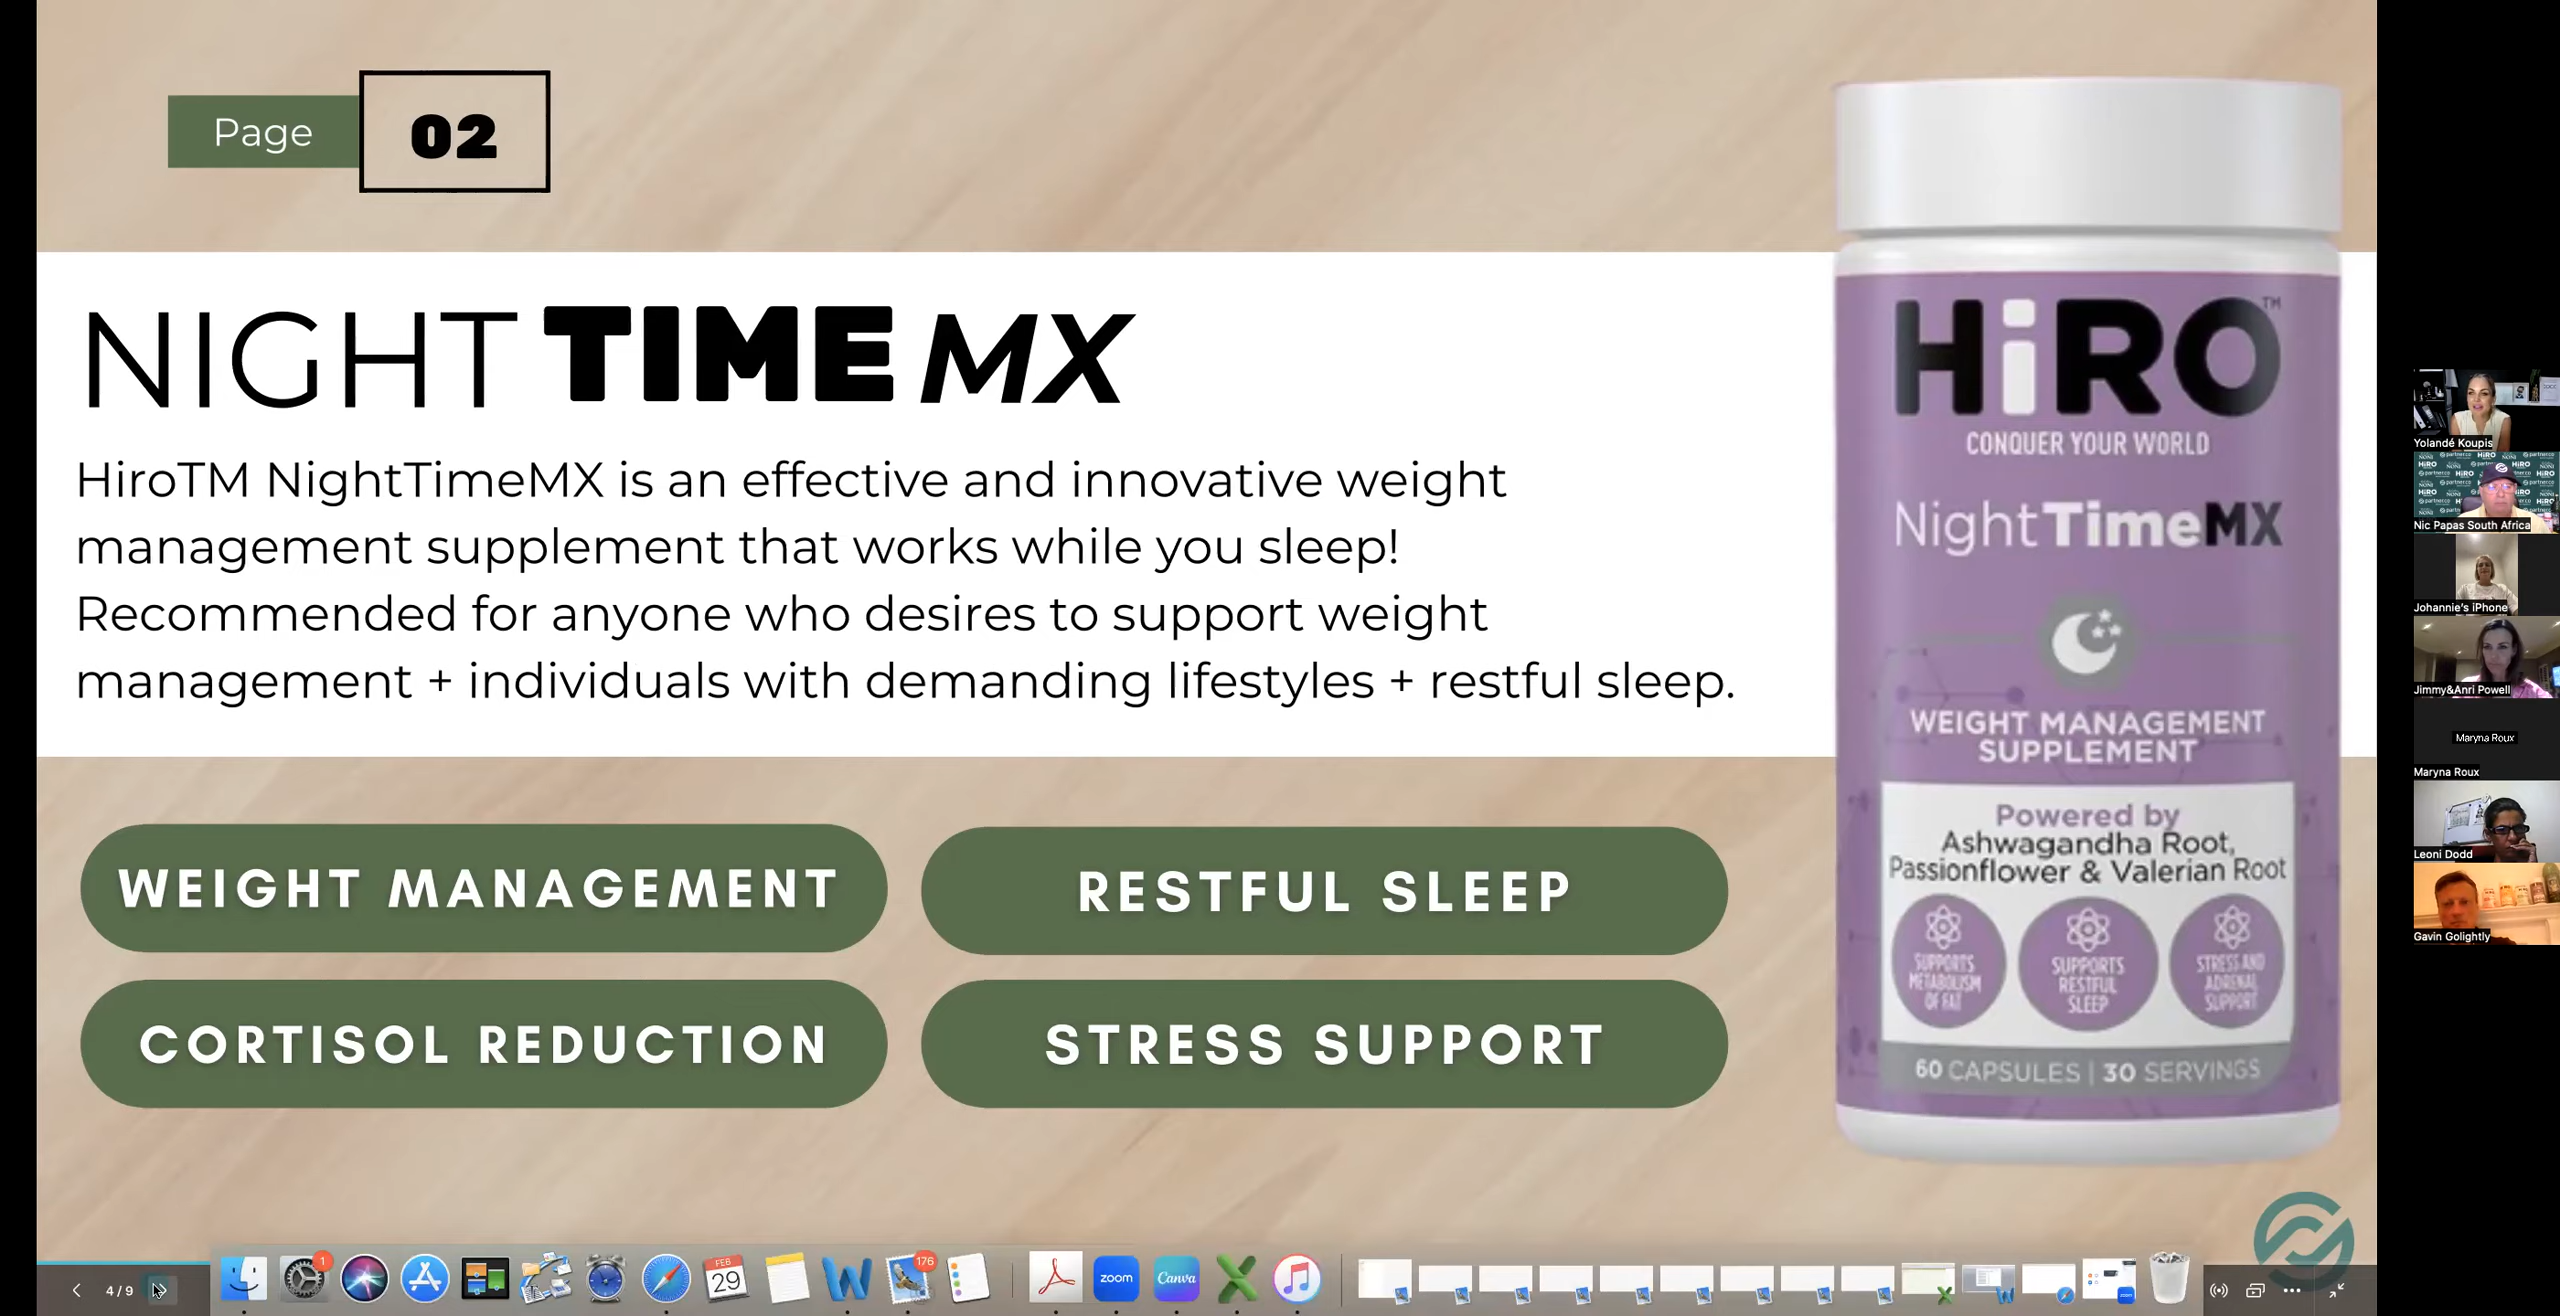 Page
02
NIGHT TIME MX
HiroTM NightTimeMX is an effective and innovative weight
management supplement that works while you sleep!
Recommended for anyone who desires to support weight
management + individuals with demanding lifestyles + restful sleep.
WEIGHT MANAGEMENT
RESTFUL SLEEP
CORTISOL REDUCTION
STRESS SUPPORT
HiRO™
CONQUER YOUR WORLD
NightTimeMX
WEIGHT MANAGEMENT
SUPPLEMENT
Powered by
Ashwagandha Root,
Passionflower & Valerian Root
SUPPORTS
METABOLISM
OF FAT
SUPPORTS
RESTFUL
SLEEP
STRESS AND
ADRENAL
SUPPORT
60 CAPSULES | 30 SERVINGS
Yolandé Koupis
Nic Papas South Africa
Johannie's iPhone
Jimmy&Anri Powell
Maryna Roux
Maryna Roux
Leoni Dodd
Gavin Golightly
4 / 9
1
FEB
29
176
zoom
Canva